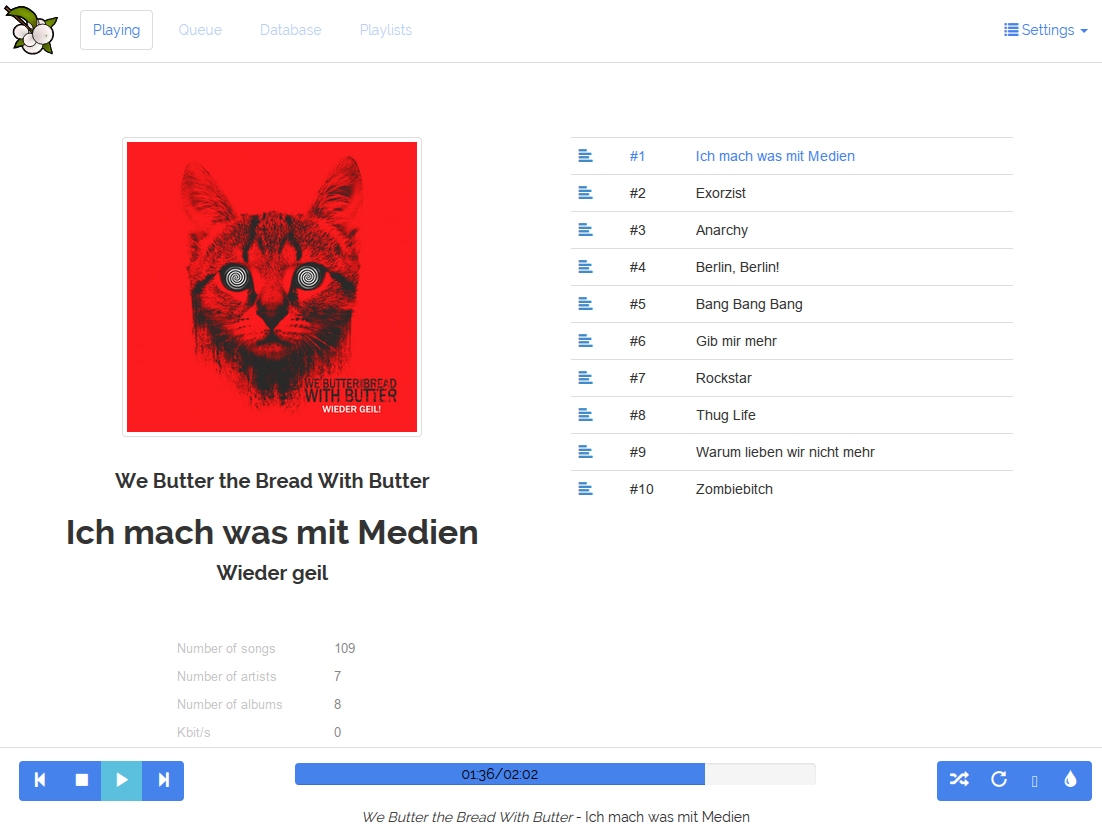 Playing Queue Database Playlists Settings
WE BUTTER THE BREAD
WITH BUTTER
WIEDER GEIL!
We Butter the Bread With Butter
Ich mach was mit Medien
Wieder geil
Number of songs 109
Number of artists 7
Number of albums 8
Kbit/s 0
#1 Ich mach was mit Medien
#2 Exorzist
#3 Anarchy
#4 Berlin, Berlin!
#5 Bang Bang Bang
#6 Gib mir mehr
#7 Rockstar
#8 Thug Life
#9 Warum lieben wir nicht mehr
#10 Zombiebitch
01:36/02:02
We Butter the Bread With Butter - Ich mach was mit Medien